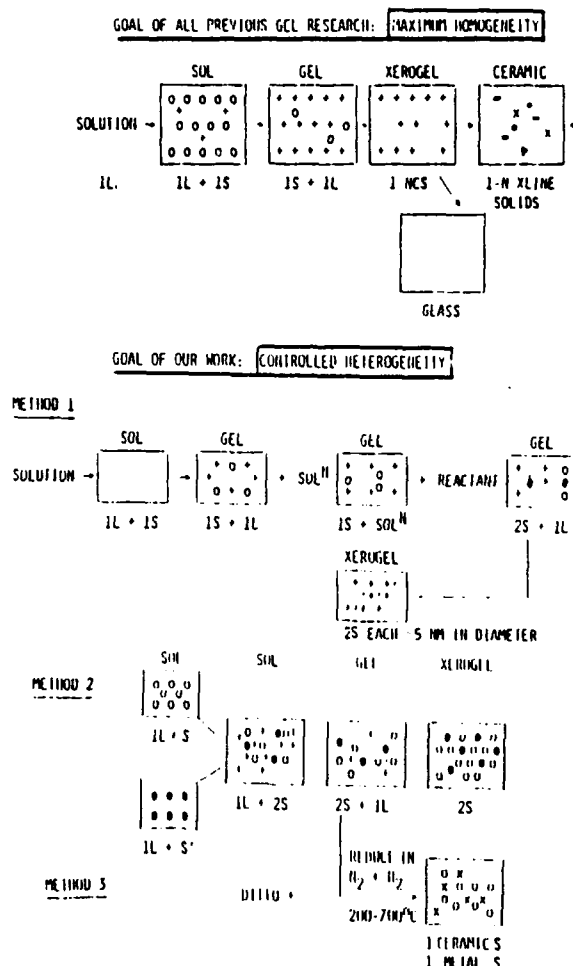 GOAL OF ALL PREVIOUS GEL RESEARCH: MAXIMUM HOMOGENEITY
SOL GEL XEROGEL CERAMIC
SOLUTION
1L. 1L + 1S 1S + 1L 1 NCS 1-N XLINE
SOLIDS
GLASS
GOAL OF OUR WORK: CONTROLLED HETEROGENEITY
METHOD 1
SOL GEL GEL GEL
SOLUTION → → + SOL REACTANT
1L + 1S 1S + 1L 1S + SOL 2S + 1L
XEROGEL
2S EACH 5 NM IN DIAMETER
SOL SOL GEL XEROGEL
METHOD 2
1L + S
1L + 2S 2S + 1L 2S
1L + S'
METHOD 3
DITTO +
REDUCE IN
200-700°C
1 CERAMIC S
1 METAL S